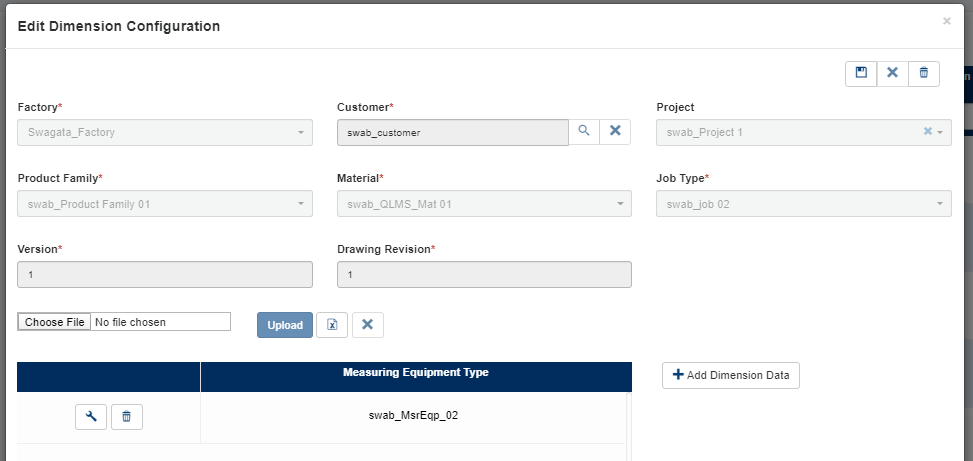 Edit Dimension Configuration
×
n
Factory* Customer* Project
Swagata_Factory swab_customer swab_Project 1
Product Family* Material* Job Type*
swab_Product Family 01 swab_QLMS_Mat 01 swab_job 02
Version* Drawing Revision*
1 1
Choose File No file chosen Upload
Measuring Equipment Type Add Dimension Data
swab_MsrEqp_02